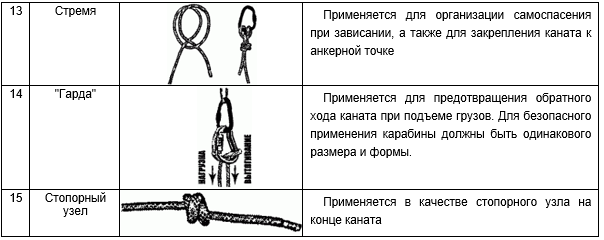 13
Стремя
Применяется для организации самоспасения
при зависании, а также для закрепления каната к
анкерной точке
14
"Гарда"
НАГРУЗКА
ВЫТЯГИВАНИЕ
Применяется для предотвращения обратного
хода каната при подъеме грузов. Для безопасного
применения карабины должны быть одинакового
размера и формы.
15
Стопорный
узел
Применяется в качестве стопорного узла на
конце каната